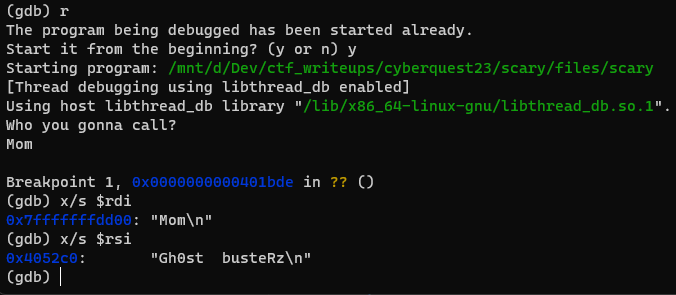 (gdb) r
The program being debugged has been started already.
Start it from the beginning? (y or n) y
Starting program: /mnt/d/Dev/ctf_writeups/cyberquest23/scary/files/scary
[Thread debugging using libthread_db enabled]
Using host libthread_db library "/lib/x86_64-linux-gnu/libthread_db.so.1".
Who you gonna call?
Mom
Breakpoint 1, 0x0000000000401bde in ?? ()
(gdb) x/s $rdi
0x7fffffffdd00: "Mom\n"
(gdb) x/s $rsi
0x4052c0:       "Gh0st  busteRz\n"
(gdb)